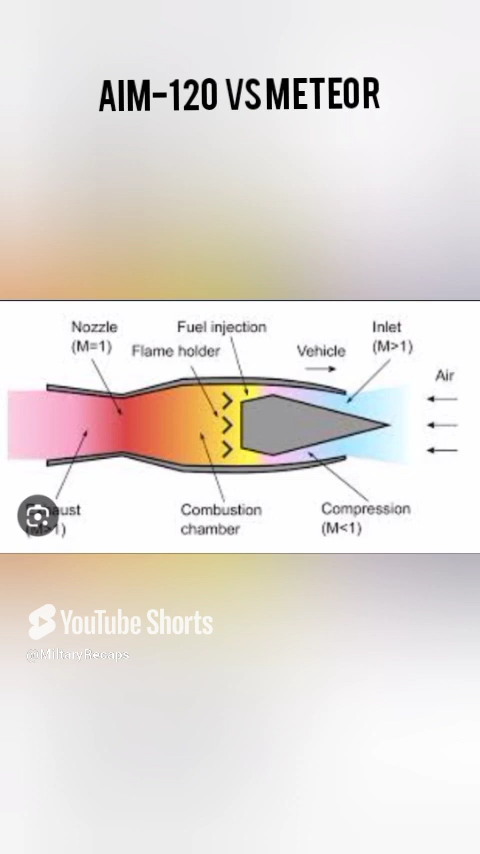 AIM-120 VS METEOR
Nozzle
(M=1)
Fuel injection
Flame holder
Vehicle
Inlet
(M>1)
Air
Combustion
chamber
Compression
(M<1)
YouTube Shorts
@MiltaryRecaps